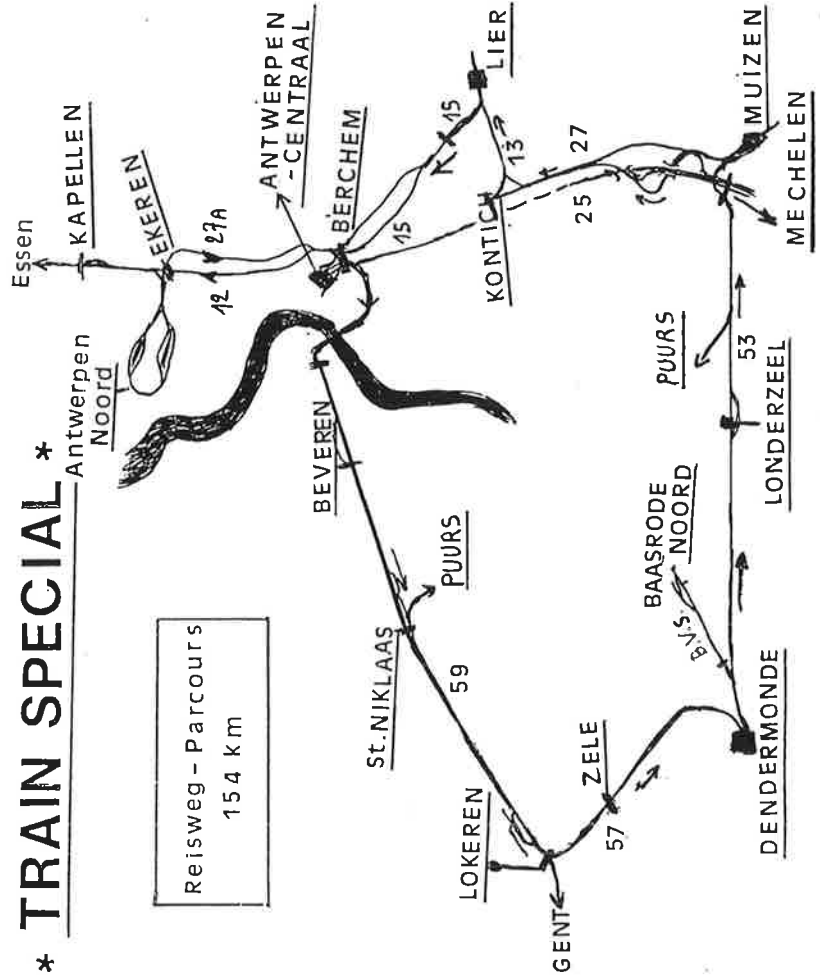 * TRAIN SPECIAL *
Reisweg – Parcours
154 km
Essen
KAPELLEN
EKEREN
Antwerpen
Noord
12
27A
ANTWERPEN
-CENTRAAL
BERCHEM
BEVEREN
15
15
LIER
13
KONTICH
25
27
MUIZEN
MECHELEN
St.NIKLAAS
PUURS
59
LOKEREN
GENT
57
ZELE
DENDERMONDE
B.V.S.
BAASRODE
NOORD
LONDERZEEL
53
PUURS